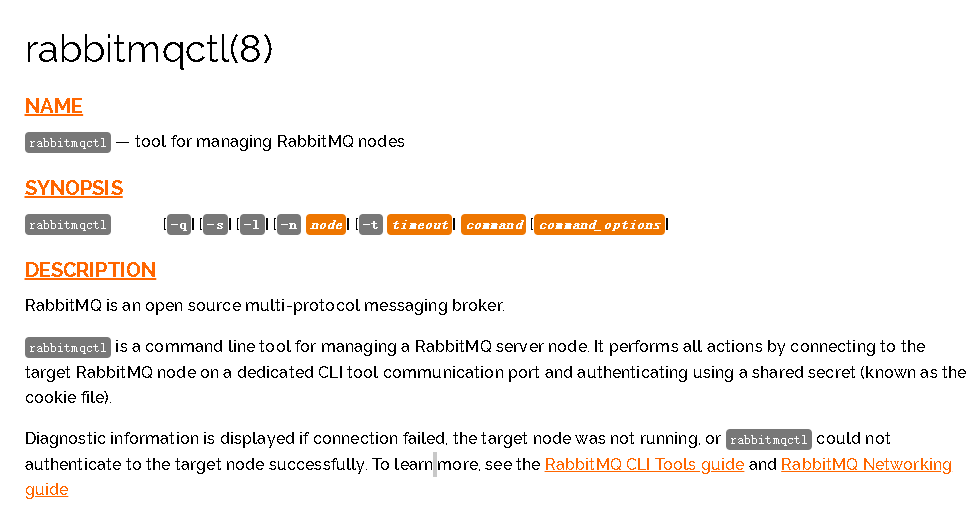 rabbitmqctl(8)
NAME
rabbitmqctl — tool for managing RabbitMQ nodes
SYNOPSIS
rabbitmqctl [-q] [-s] [-l] [-n node] [-t timeout] command [command_options]
DESCRIPTION
RabbitMQ is an open source multi-protocol messaging broker.
rabbitmqctl is a command line tool for managing a RabbitMQ server node. It performs all actions by connecting to the
target RabbitMQ node on a dedicated CLI tool communication port and authenticating using a shared secret (known as the
cookie file).
Diagnostic information is displayed if connection failed, the target node was not running, or rabbitmqctl could not
authenticate to the target node successfully. To learn more, see the RabbitMQ CLI Tools guide and RabbitMQ Networking
guide